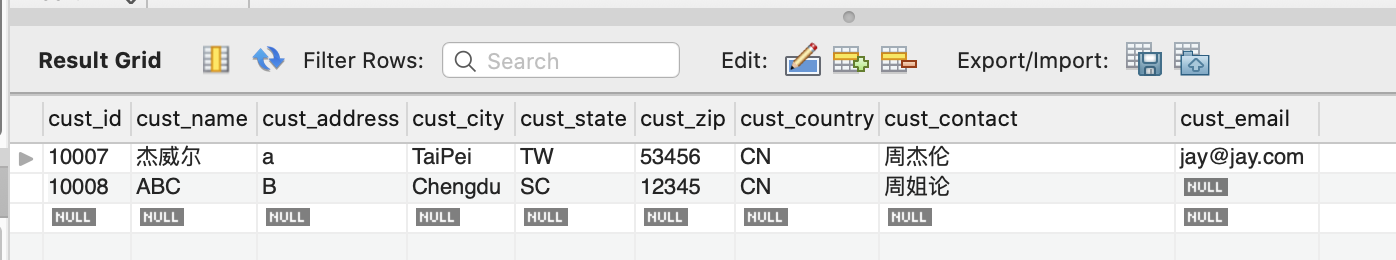 Result Grid Filter Rows: Search Edit: Export/Import:
cust_id cust_name cust_address cust_city cust_state cust_zip cust_country cust_contact cust_email
10007 杰威尔 a TaiPei TW 53456 CN 周杰伦 jay@jay.com
10008 ABC B Chengdu SC 12345 CN 周姐论 NULL
NULL NULL NULL NULL NULL NULL NULL NULL NULL